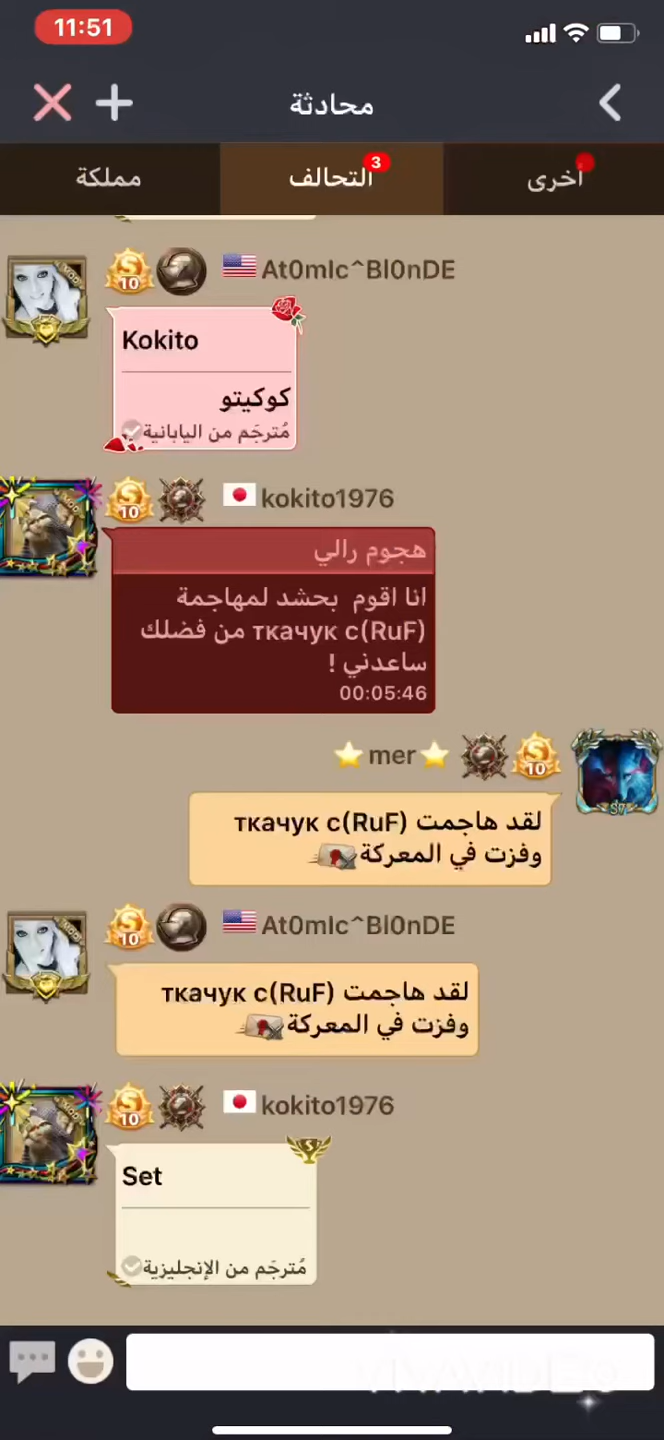 11:51
محادثة
مملكة
التحالف
3
أخرى
S
10
At0mIc^Bl0nDE
Kokito
كوكيتو
مُترجَم من اليابانية
S
10
kokito1976
هجوم رالي
انا اقوم بحشد لمهاجمة
ткачук с(RuF) من فضلك
ساعدني !
00:05:46
mer
S
10
لقد هاجمت ткачук с(RuF)
وفزت في المعركة
MOD
S
10
At0mIc^Bl0nDE
لقد هاجمت ткачук с(RuF)
وفزت في المعركة
S
10
kokito1976
Set
مُترجَم من الإنجليزية